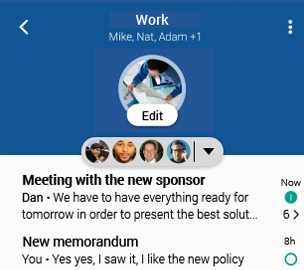 Work
Mike, Nat, Adam +1
Edit
Meeting with the new sponsor
Now
Dan • We have to have everything ready for
tomorrow in order to present the best solut...
6 >
New memorandum
8h
You • Yes yes, I saw it, I like the new policy